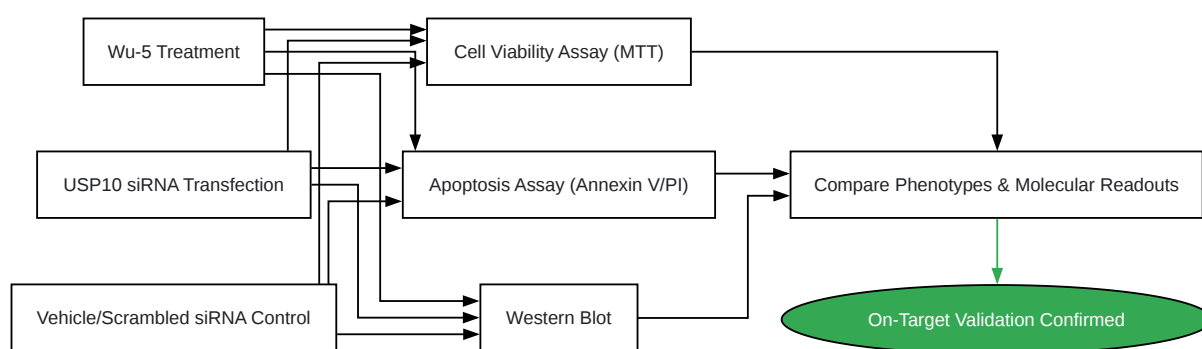 Wu-5 Treatment
Cell Viability Assay (MTT)
USP10 siRNA Transfection
Apoptosis Assay (Annexin V/PI)
Compare Phenotypes & Molecular Readouts
Vehicle/Scrambled siRNA Control
Western Blot
On-Target Validation Confirmed